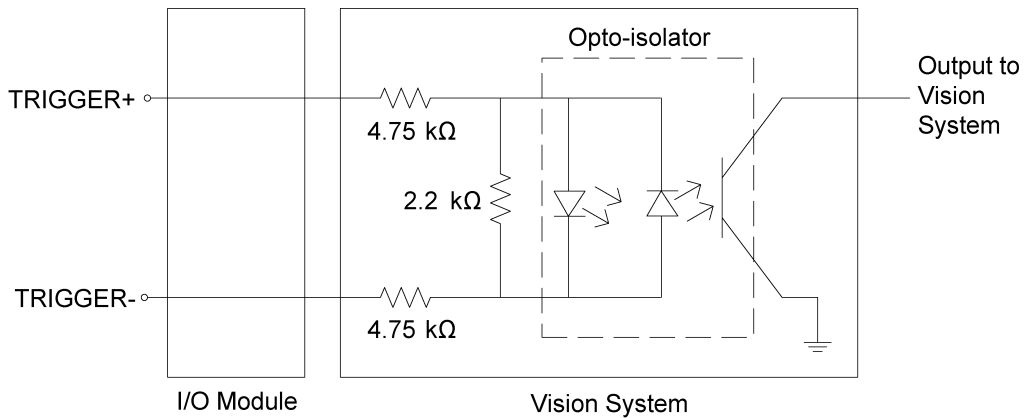 Opto-isolator
TRIGGER+
4.75 kΩ
Output to
Vision
System
2.2 kΩ
TRIGGER-
4.75 kΩ
I/O Module
Vision System